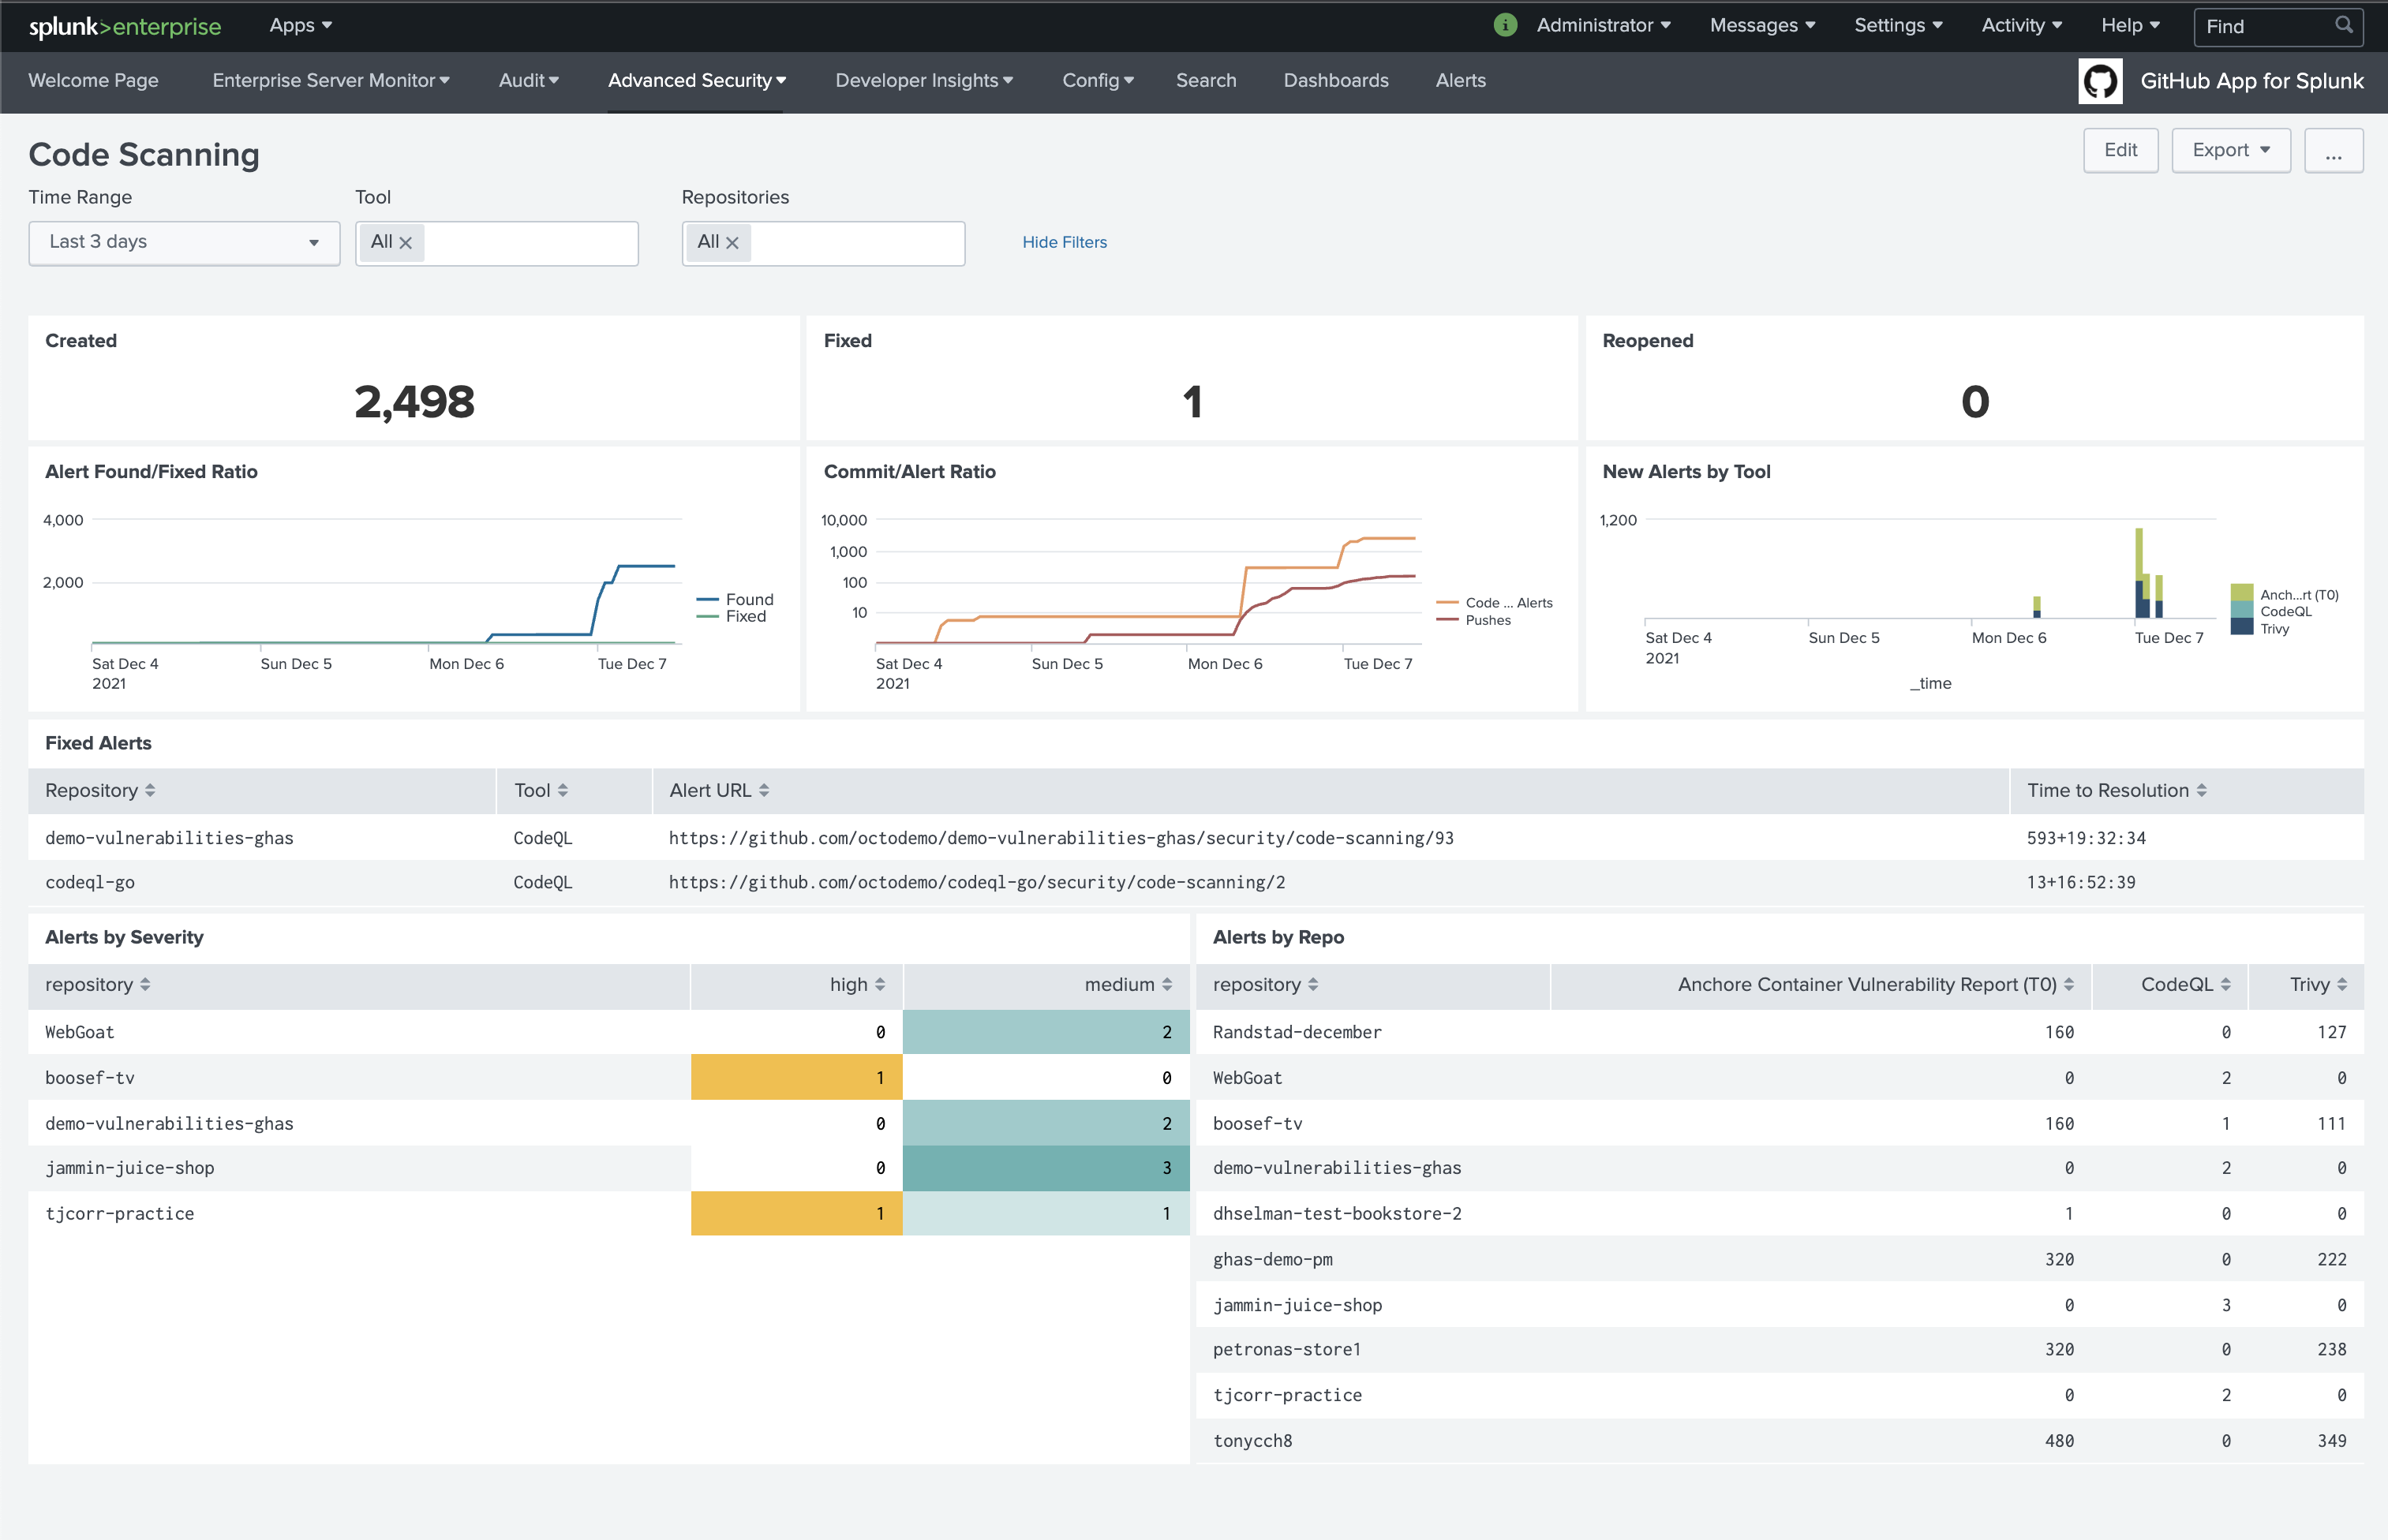 splunk>enterprise Apps Administrator Messages Settings Activity Help Find
Welcome Page Enterprise Server Monitor Audit Advanced Security Developer Insights Config Search Dashboards Alerts GitHub App for Splunk
Code Scanning
Edit Export ...
Time Range Tool Repositories
Last 3 days All All Hide Filters
Created
2,498
Fixed
1
Reopened
0
Alert Found/Fixed Ratio
4,000
2,000
Found
Fixed
Sat Dec 4 Sun Dec 5 Mon Dec 6 Tue Dec 7
2021
Commit/Alert Ratio
10,000
1,000
100
10
Code ... Alerts
Pushes
Sat Dec 4 Sun Dec 5 Mon Dec 6 Tue Dec 7
2021
New Alerts by Tool
1,200
Anch...rt (T0)
CodeQL
Trivy
Sat Dec 4 Sun Dec 5 Mon Dec 6 Tue Dec 7
2021
_time
Fixed Alerts
Repository Tool Alert URL Time to Resolution
demo-vulnerabilities-ghas CodeQL https://github.com/octodemo/demo-vulnerabilities-ghas/security/code-scanning/93 593+19:32:34
codeql-go CodeQL https://github.com/octodemo/codeql-go/security/code-scanning/2 13+16:52:39
Alerts by Severity
repository high medium
WebGoat 0 2
boosef-tv 1 0
demo-vulnerabilities-ghas 0 2
jammin-juice-shop 0 3
tjcorr-practice 1 1
Alerts by Repo
repository Anchore Container Vulnerability Report (T0) CodeQL Trivy
Randstad-december 160 0 127
WebGoat 0 2 0
boosef-tv 160 1 111
demo-vulnerabilities-ghas 0 2 0
dhselman-test-bookstore-2 1 0 0
ghas-demo-pm 320 0 222
jammin-juice-shop 0 3 0
petronas-store1 320 0 238
tjcorr-practice 0 2 0
tonycch8 480 0 349